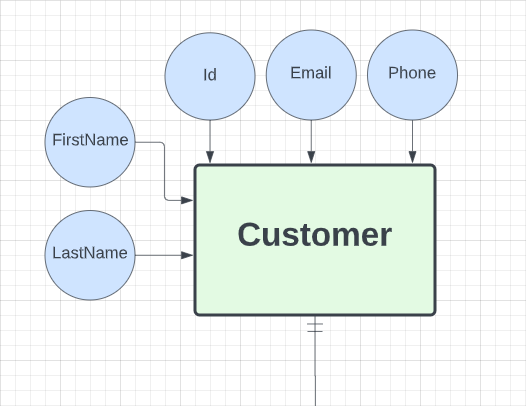 Id
Email
Phone
FirstName
LastName
Customer